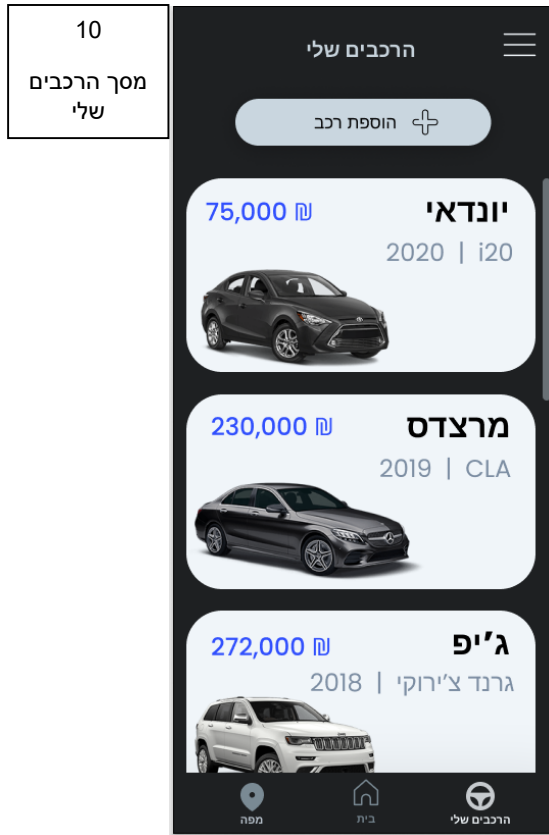 10
מסך הרכבים
שלי
הרכבים שלי
הוספת רכב
יונדאי
75,000 ₪
2020 | i20
מרצדס
230,000 ₪
2019 | CLA
ג׳יפ
272,000 ₪
גרנד צ׳ירוקי | 2018
הרכבים שלי
בית
מפה